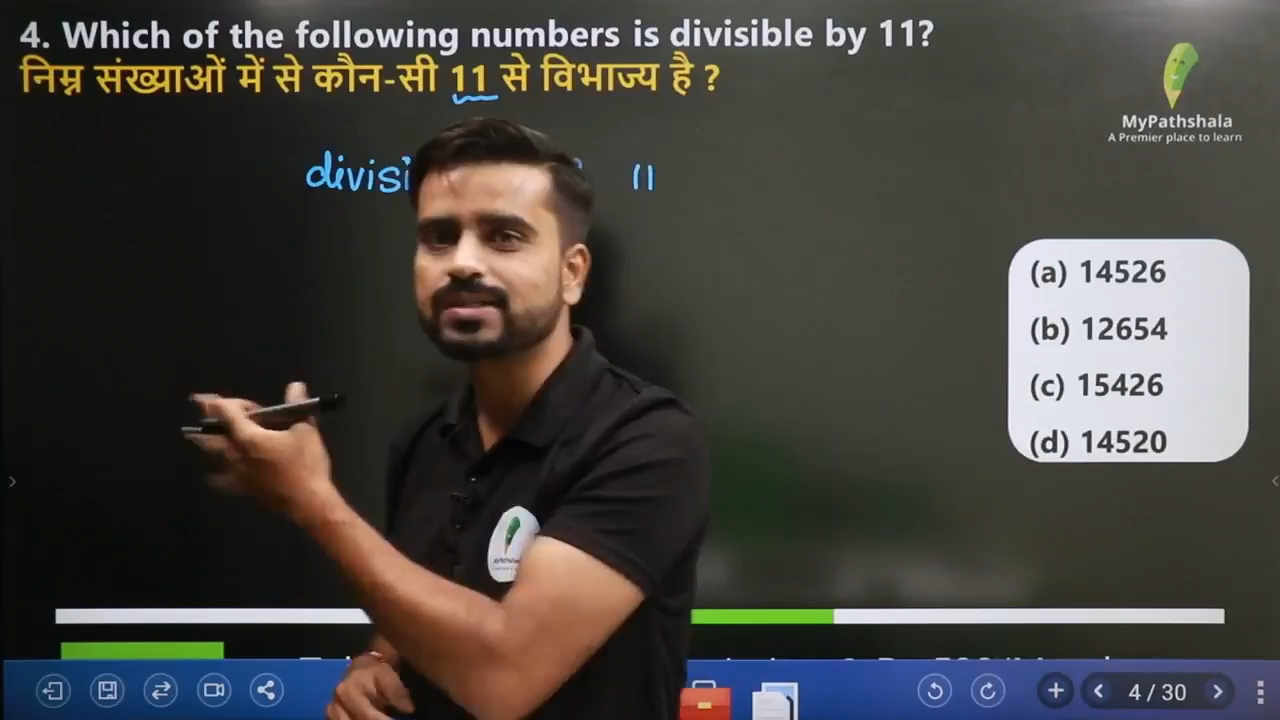 4. Which of the following numbers is divisible by 11?
निम्न संख्याओं में से कौन-सी 11 से विभाज्य है ?
MyPathshala
A Premier place to learn
11
(a) 14526
(b) 12654
(c) 15426
(d) 14520
4 / 30